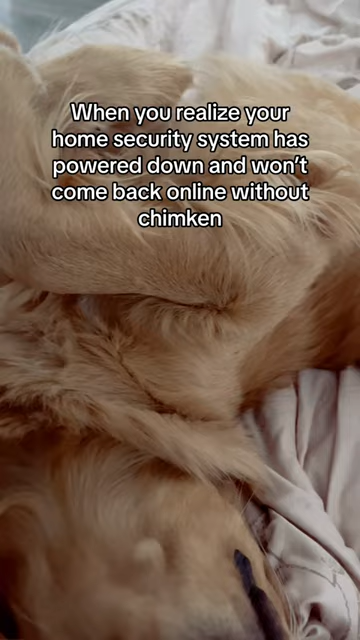 When you realize your
home security system has
powered down and won’t
come back online without
chimken